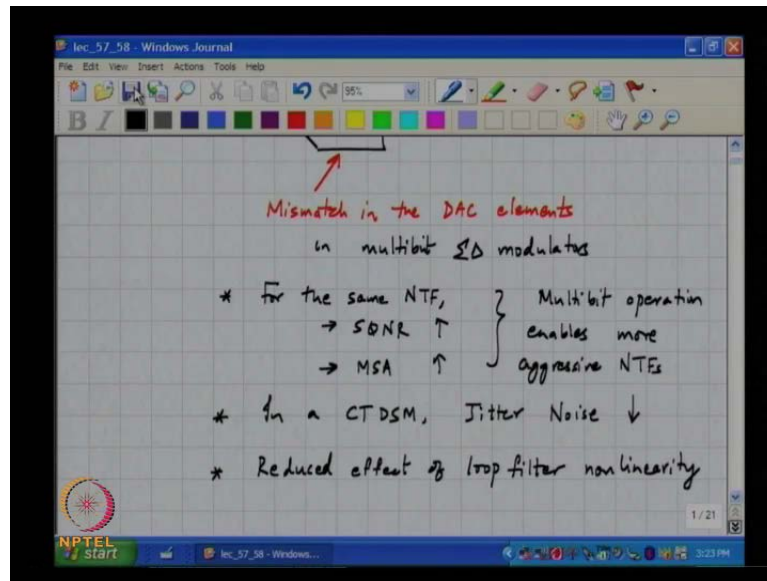 lec_57_58 - Windows Journal
File Edit View Insert Actions Tools Help
95%
B I
Mismatch in the DAC elements
in multibit ΣΔ modulators
* For the same NTF,
→ SQNR ↑
→ MSA ↑
} Multibit operation
enables more
aggressive NTFs
* In a CTDSM, Jitter Noise ↓
* Reduced effect of loop filter nonlinearity
1 / 21
NPTEL
start
lec_57_58 - Windows...
3:23 PM